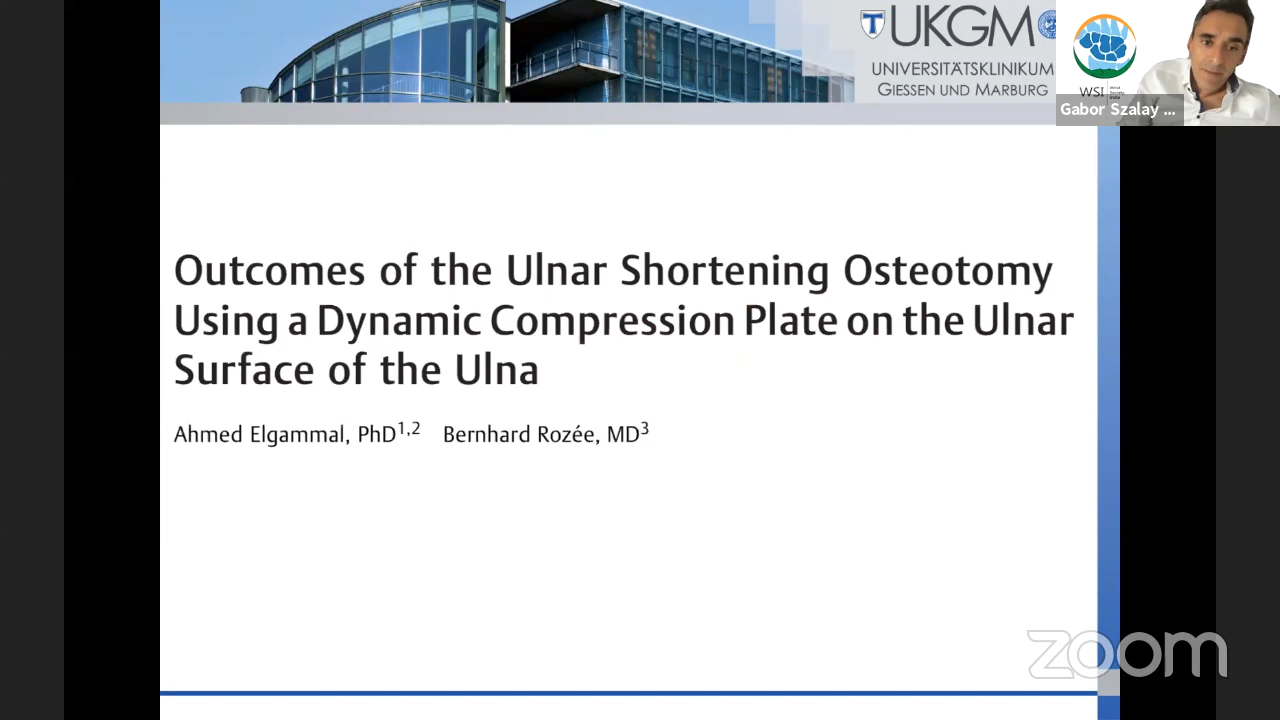 UKGM
UNIVERSITÄTSKLINIKUM
GIESSEN UND MARBURG
WSI
Gabor Szalay ...
Outcomes of the Ulnar Shortening Osteotomy
Using a Dynamic Compression Plate on the Ulnar
Surface of the Ulna
Ahmed Elgammal, PhD1,2 Bernhard Rozée, MD3
zoom